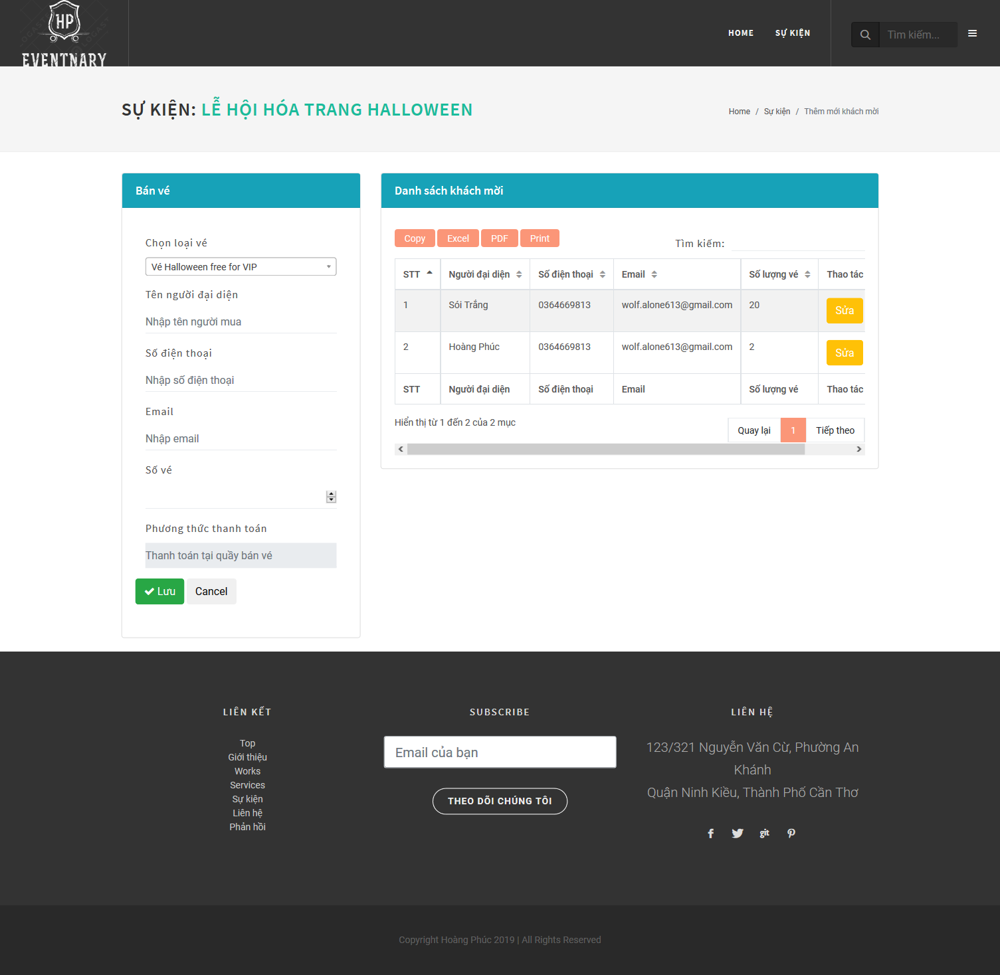 HP
EVENTNARY
HOME
SỰ KIỆN
Tìm kiếm...
SỰ KIỆN: LỄ HỘI HÓA TRANG HALLOWEEN
Home / Sự kiện / Thêm mới khách mời
Bán vé
Chọn loại vé
Vé Halloween free for VIP
Tên người đại diện
Nhập tên người mua
Số điện thoại
Nhập số điện thoại
Email
Nhập email
Số vé
Phương thức thanh toán
Thanh toán tại quầy bán vé
Lưu
Cancel
Danh sách khách mời
Copy Excel PDF Print
Tìm kiếm:
STT Người đại diện Số điện thoại Email Số lượng vé Thao tác
1 Sói Trắng 0364669813 wolf.alone613@gmail.com 20 Sửa
2 Hoàng Phúc 0364669813 wolf.alone613@gmail.com 2 Sửa
STT Người đại diện Số điện thoại Email Số lượng vé Thao tác
Hiển thị từ 1 đến 2 của 2 mục
Quay lại 1 Tiếp theo
LIÊN KẾT
Top
Giới thiệu
Works
Services
Sự kiện
Liên hệ
Phản hồi
SUBSCRIBE
Email của bạn
THEO DÕI CHÚNG TÔI
LIÊN HỆ
123/321 Nguyễn Văn Cừ, Phường An
Khánh
Quận Ninh Kiều, Thành Phố Cần Thơ
git
Copyright Hoàng Phúc 2019 | All Rights Reserved